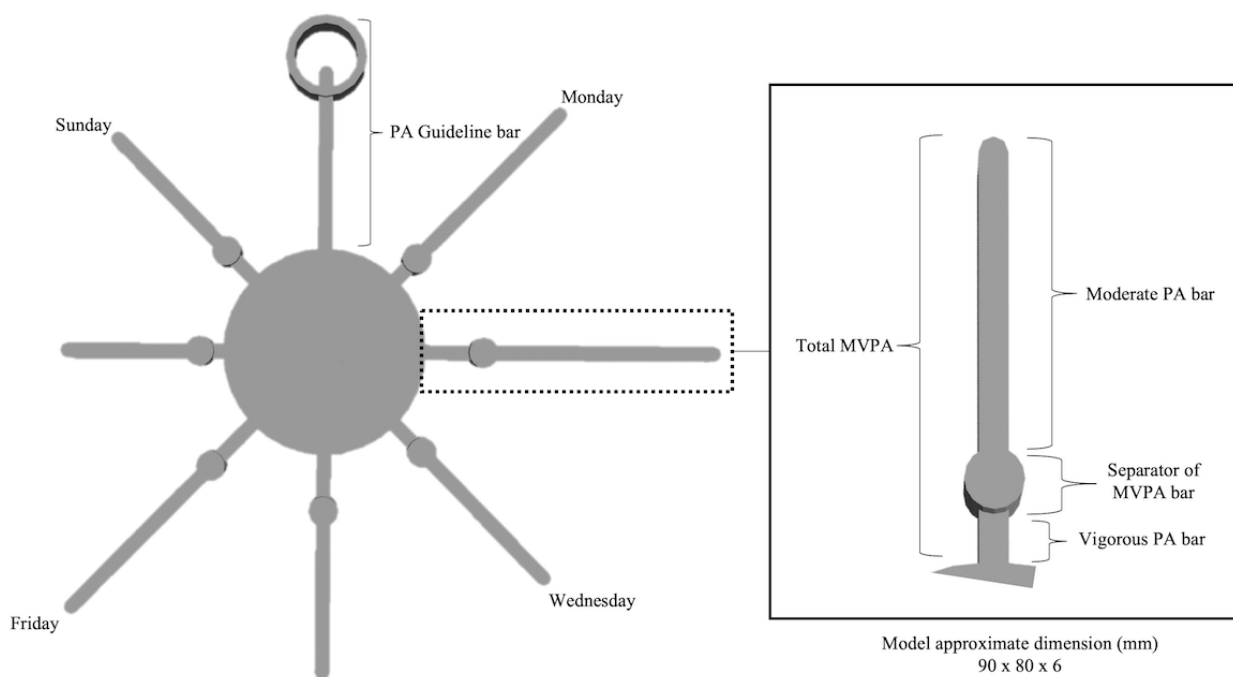 Sunday
Monday
PA Guideline bar
Friday
Wednesday
Total MVPA
Moderate PA bar
Separator of
MVPA bar
Vigorous PA bar
Model approximate dimension (mm)
90 x 80 x 6